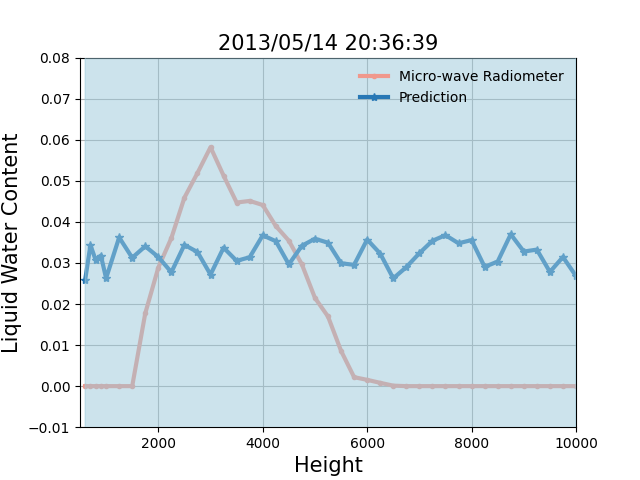 2013/05/14 20:36:39
Micro-wave Radiometer
Prediction
Liquid Water Content
0.08
0.07
0.06
0.05
0.04
0.03
0.02
0.01
0.00
−0.01
2000 4000 6000 8000 10000
Height